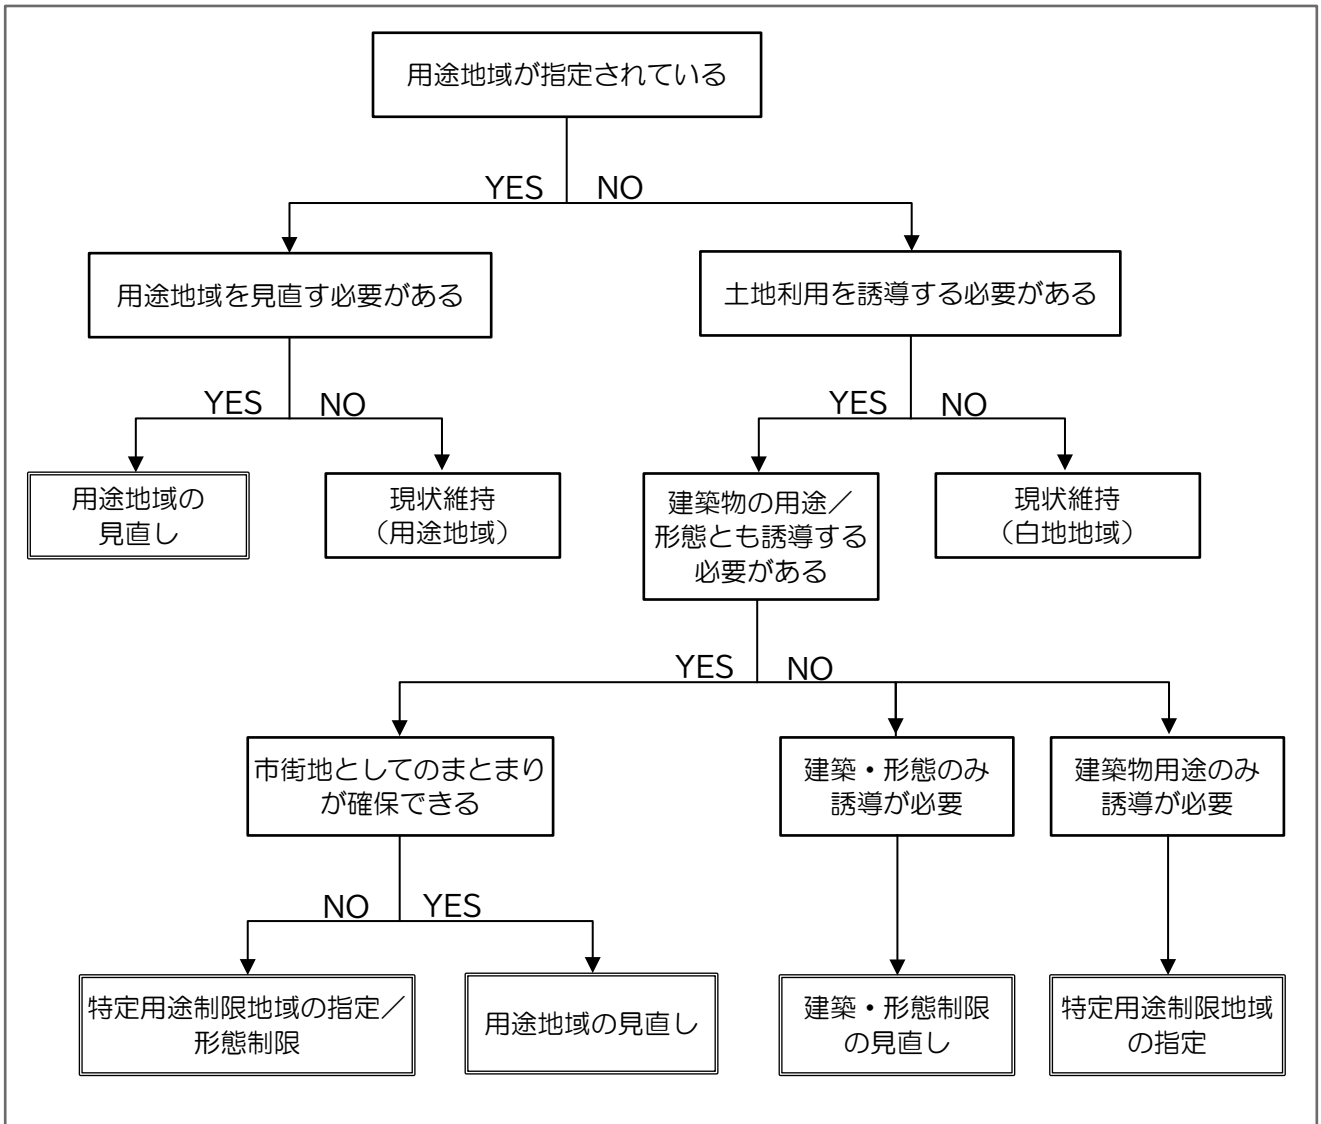 用途地域が指定されている
YES NO
用途地域を見直す必要がある
土地利用を誘導する必要がある
YES NO
YES NO
用途地域の
見直し
現状維持
（用途地域）
建築物の用途／
形態とも誘導する
必要がある
現状維持
（白地地域）
YES NO
市街地としてのまとまり
が確保できる
建築・形態のみ
誘導が必要
建築物用途のみ
誘導が必要
NO YES
特定用途制限地域の指定／
形態制限
用途地域の見直し
建築・形態制限
の見直し
特定用途制限地域
の指定